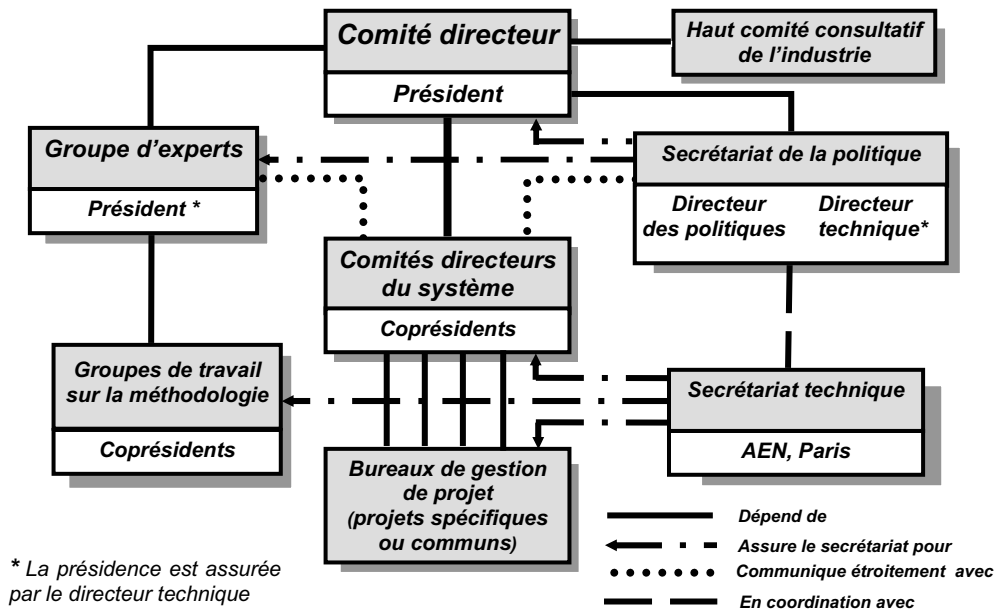 Comité directeur
Président
Haut comité consultatif
de l'industrie
Groupe d'experts
Président *
Secrétariat de la politique
Directeur
des politiques
Directeur
technique*
Comités directeurs
du système
Coprésidents
Groupes de travail
sur la méthodologie
Coprésidents
Secrétariat technique
AEN, Paris
Bureaux de gestion
de projet
(projets spécifiques
ou communs)
Dépend de
Assure le secrétariat pour
Communique étroitement avec
En coordination avec
* La présidence est assurée
par le directeur technique